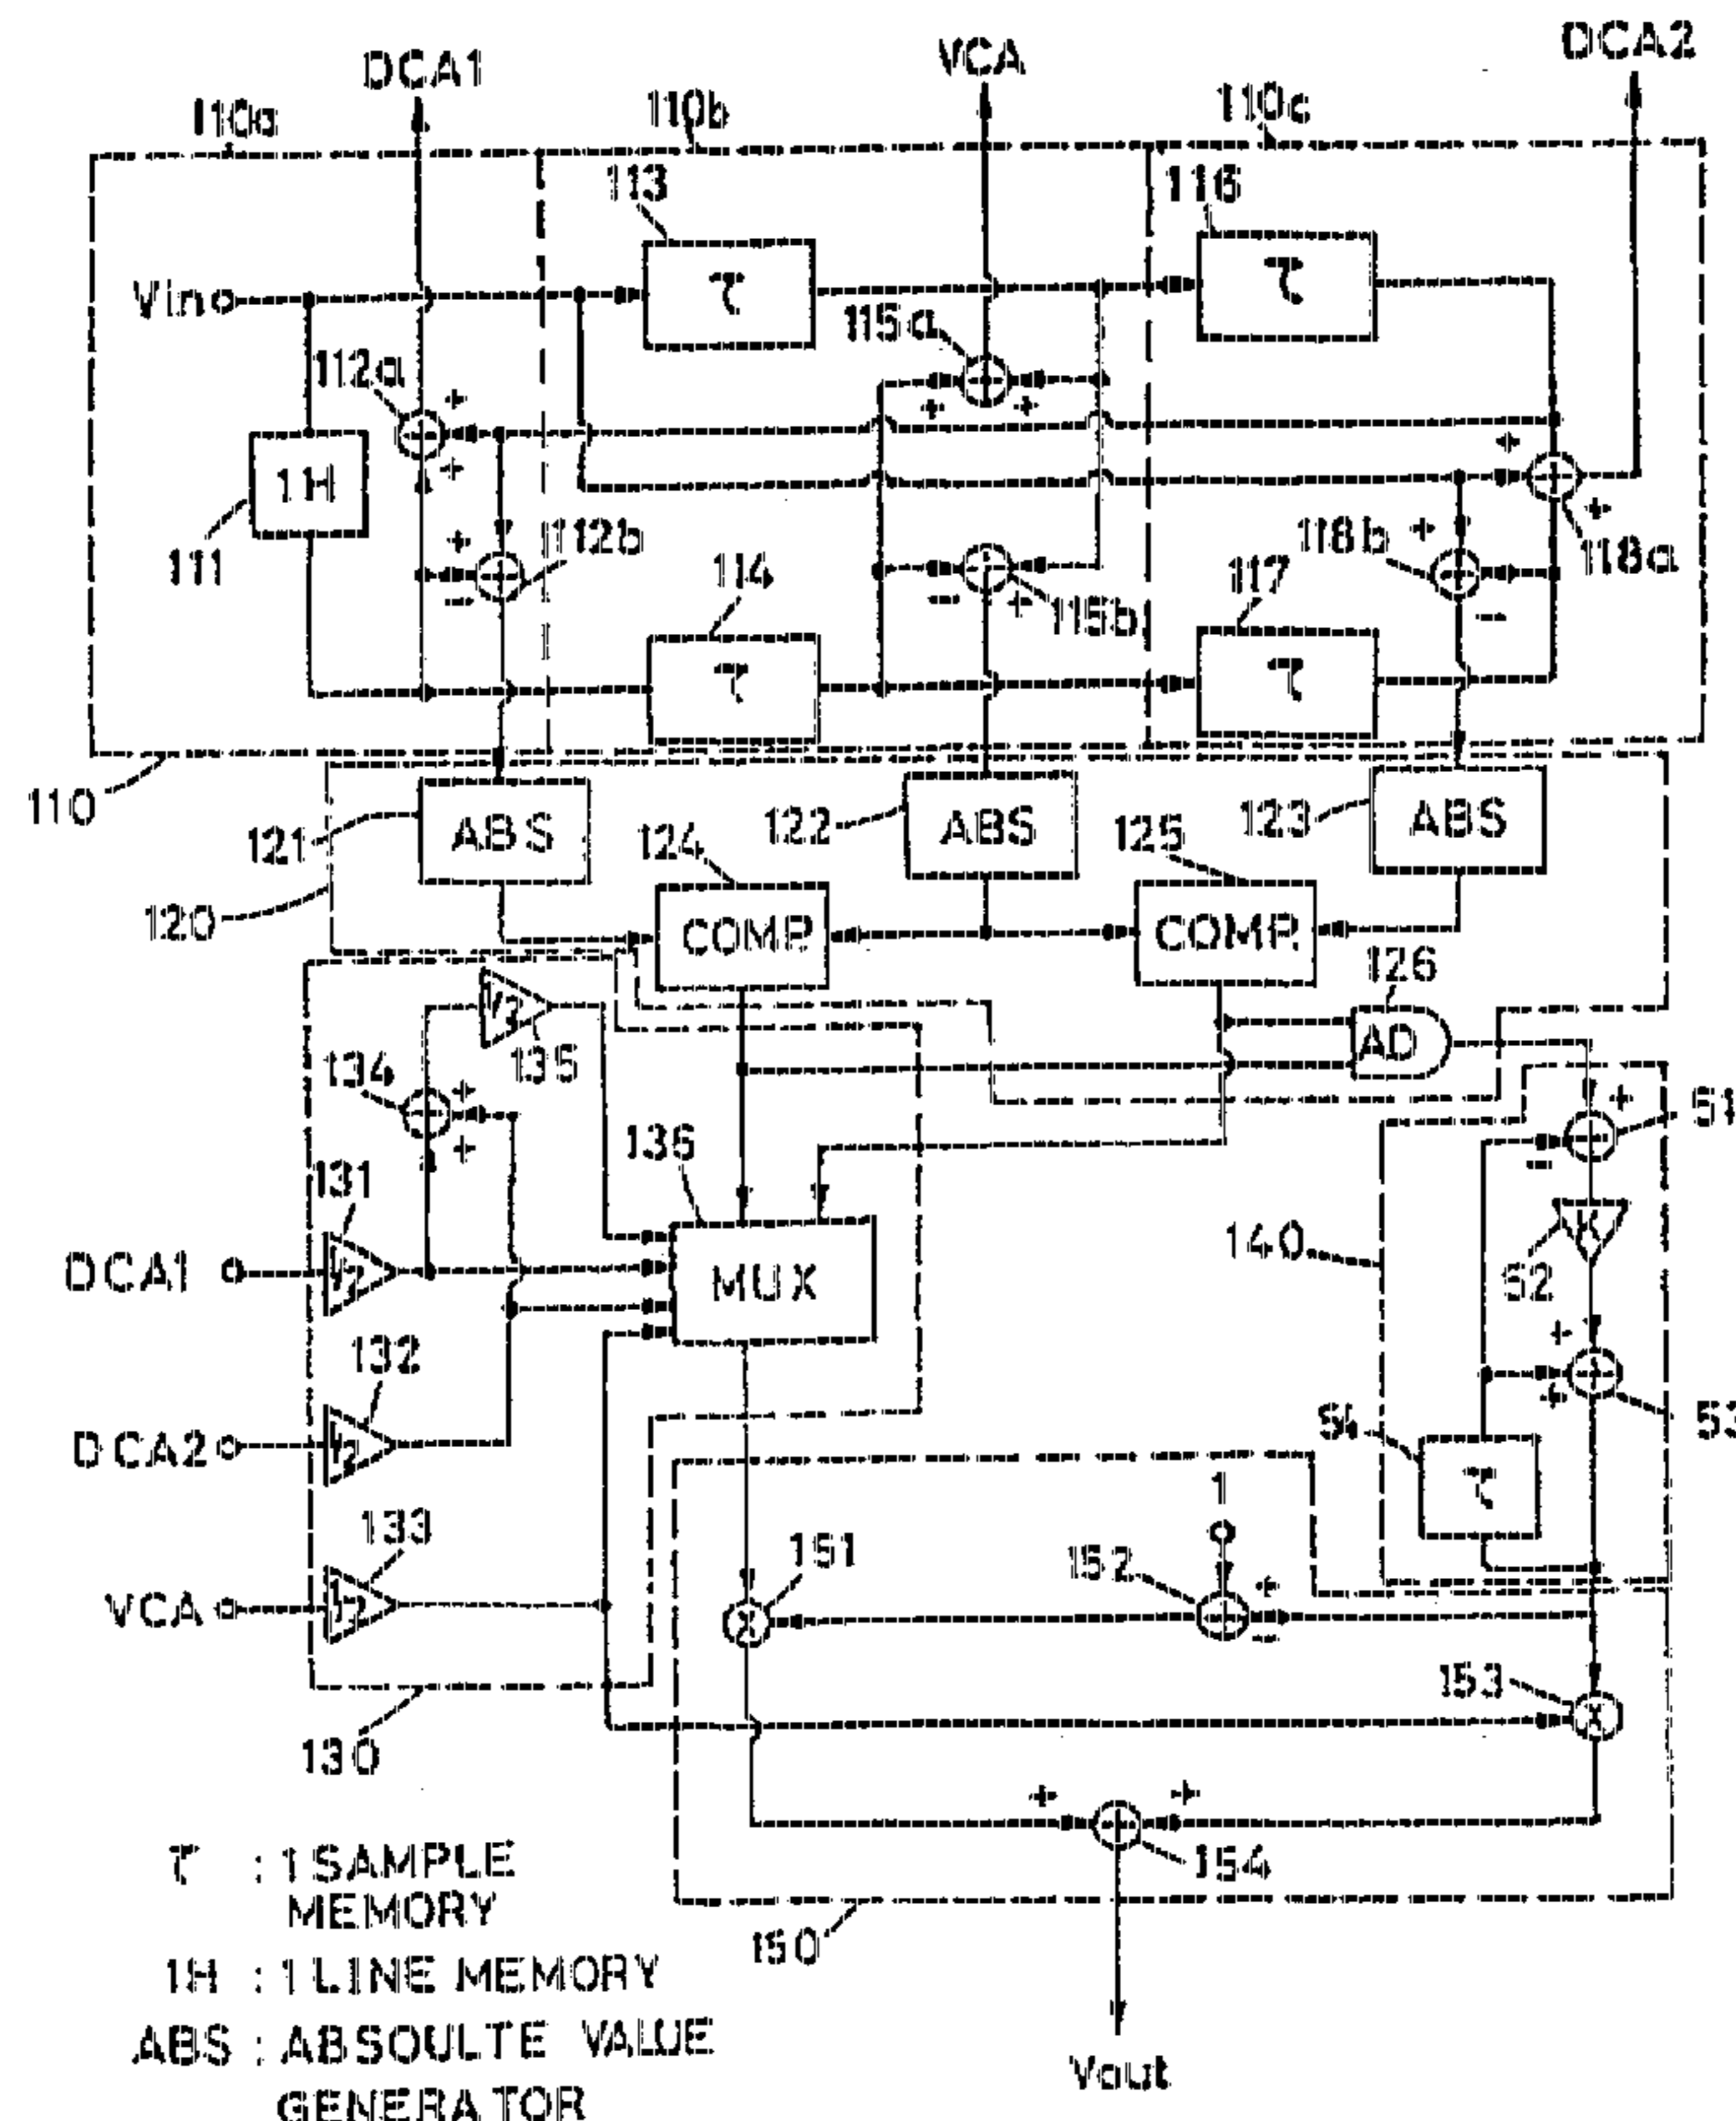 DCA1 VCA DCA2
110a 110b 110c
113 116
τ τ
Vin
115a
112a + + +
+
1H + +
111 + 112b 114 118b + 118a
117
- - + 115b -
τ τ
110
121 ABS 124 122 ABS 125 123 ABS
120 COMP COMP
126
1/2
135 AD
134 + +
+ 136 51
131 -
DCA1 1/2 MUX 140 K
52
132 +
+
DCA2 1/2 54 53
τ
1
133 151 152 +
VCA 1/2 X -
153
130 X
+ +
154
τ : 1 SAMPLE
MEMORY
150
1H : 1 LINE MEMORY
ABS : ABSOULTE VALUE
GENERATOR
Vout